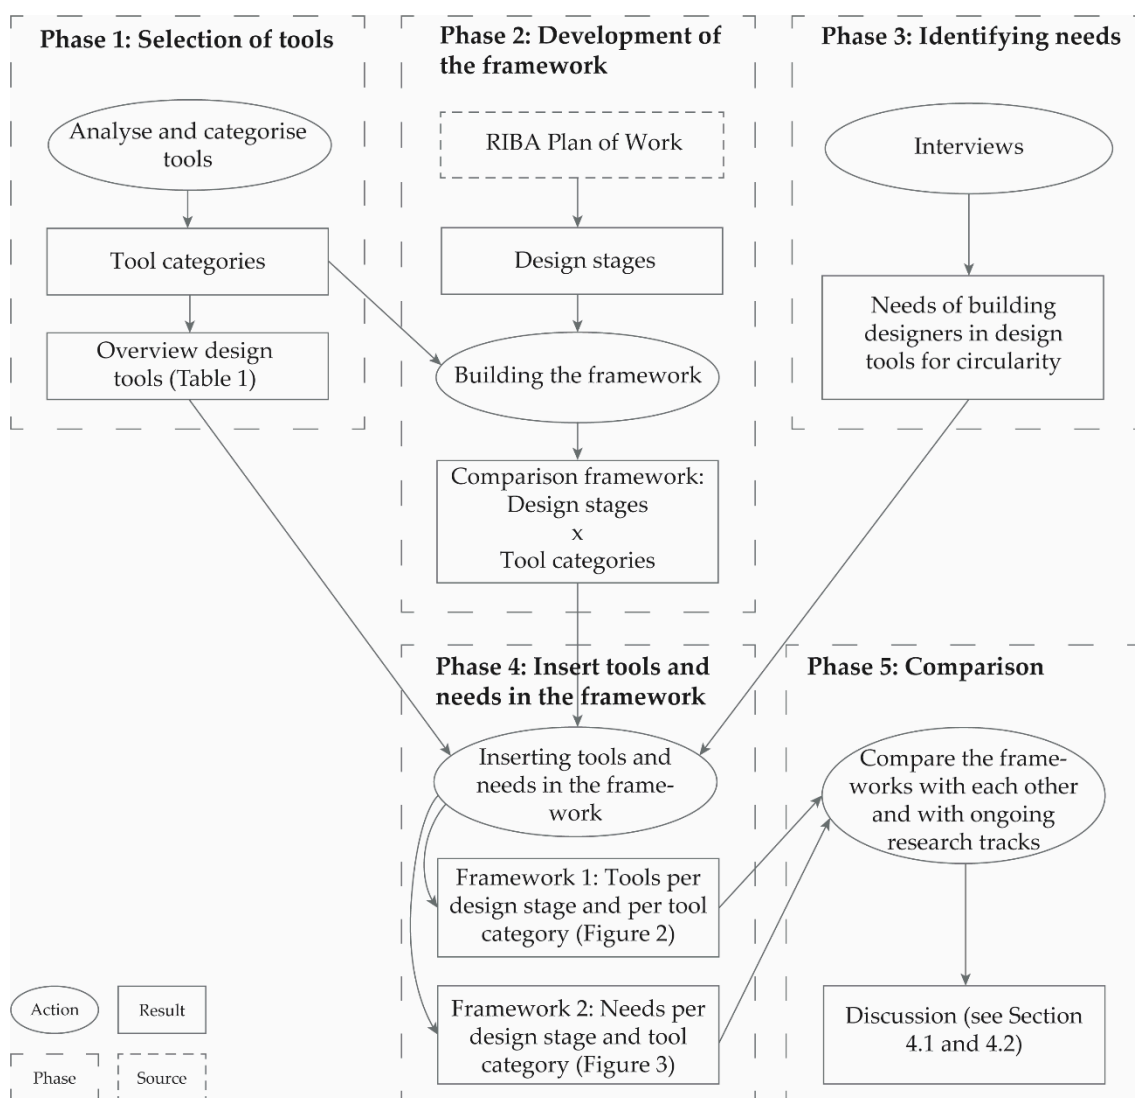 Phase 1: Selection of tools
Analyse and categorise
tools
Tool categories
Overview design
tools (Table 1)
Phase 2: Development of
the framework
RIBA Plan of Work
Design stages
Building the framework
Comparison framework:
Design stages
x
Tool categories
Phase 3: Identifying needs
Interviews
Needs of building
designers in design
tools for circularity
Phase 4: Insert tools and
needs in the framework
Inserting tools and
needs in the frame-
work
Framework 1: Tools per
design stage and per tool
category (Figure 2)
Framework 2: Needs per
design stage and tool
category (Figure 3)
Phase 5: Comparison
Compare the frame-
works with each other
and with ongoing
research tracks
Discussion (see Section
4.1 and 4.2)
Action
Result
Phase
Source